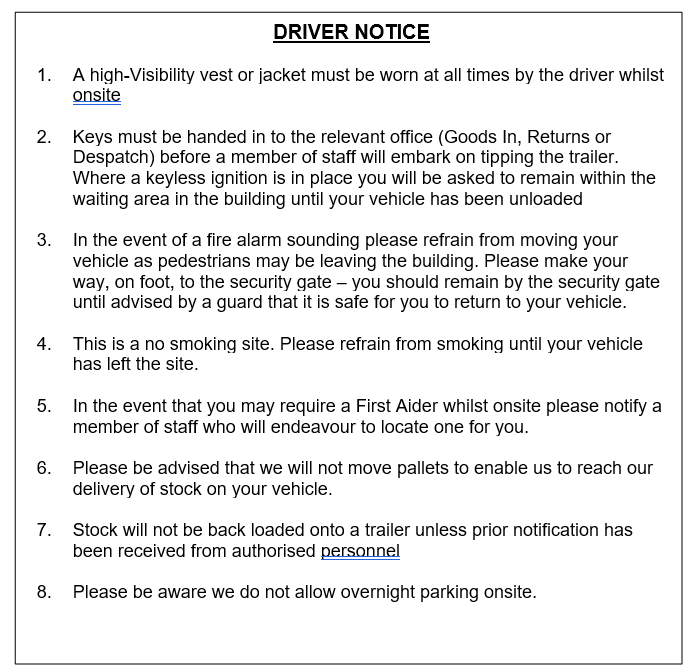 DRIVER NOTICE
1. A high-Visibility vest or jacket must be worn at all times by the driver whilst
onsite
2. Keys must be handed in to the relevant office (Goods In, Returns or
Despatch) before a member of staff will embark on tipping the trailer.
Where a keyless ignition is in place you will be asked to remain within the
waiting area in the building until your vehicle has been unloaded
3. In the event of a fire alarm sounding please refrain from moving your
vehicle as pedestrians may be leaving the building. Please make your
way, on foot, to the security gate – you should remain by the security gate
until advised by a guard that it is safe for you to return to your vehicle.
4. This is a no smoking site. Please refrain from smoking until your vehicle
has left the site.
5. In the event that you may require a First Aider whilst onsite please notify a
member of staff who will endeavour to locate one for you.
6. Please be advised that we will not move pallets to enable us to reach our
delivery of stock on your vehicle.
7. Stock will not be back loaded onto a trailer unless prior notification has
been received from authorised personnel
8. Please be aware we do not allow overnight parking onsite.